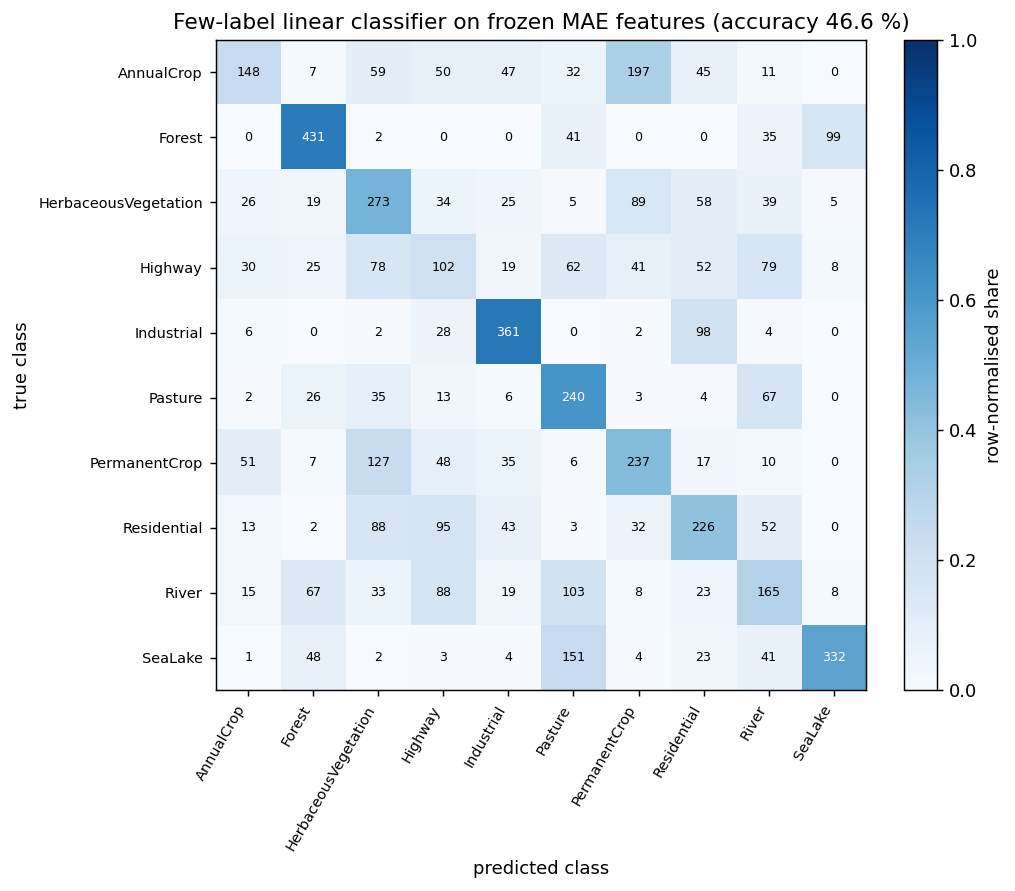 Few-label linear classifier on frozen MAE features (accuracy 46.6 %)
AnnualCrop 148 7 59 50 47 32 197 45 11 0
Forest 0 431 2 0 0 41 0 0 35 99
HerbaceousVegetation 26 19 273 34 25 5 89 58 39 5
Highway 30 25 78 102 19 62 41 52 79 8
Industrial 6 0 2 28 361 0 2 98 4 0
Pasture 2 26 35 13 6 240 3 4 67 0
PermanentCrop 51 7 127 48 35 6 237 17 10 0
Residential 13 2 88 95 43 3 32 226 52 0
River 15 67 33 88 19 103 8 23 165 8
SeaLake 1 48 2 3 4 151 4 23 41 332
true class
AnnualCrop
Forest
HerbaceousVegetation
Highway
Industrial
Pasture
PermanentCrop
Residential
River
SeaLake
predicted class
1.0
0.8
0.6
0.4
0.2
0.0
row-normalised share